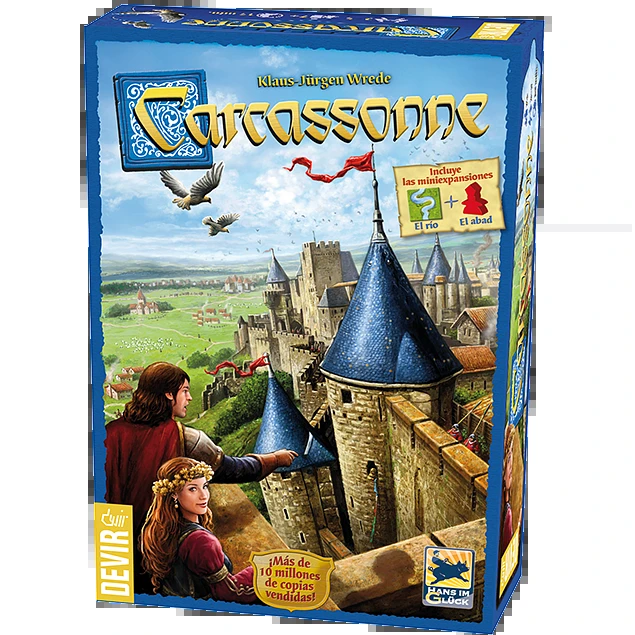 Klaus-Jürgen Wrede
Carcassonne
Incluye
las miniexpansiones
+
El río
El abad
¡Más de
10 millones
de copias
vendidas!
DEVIR
HANS IM
GLÜCK